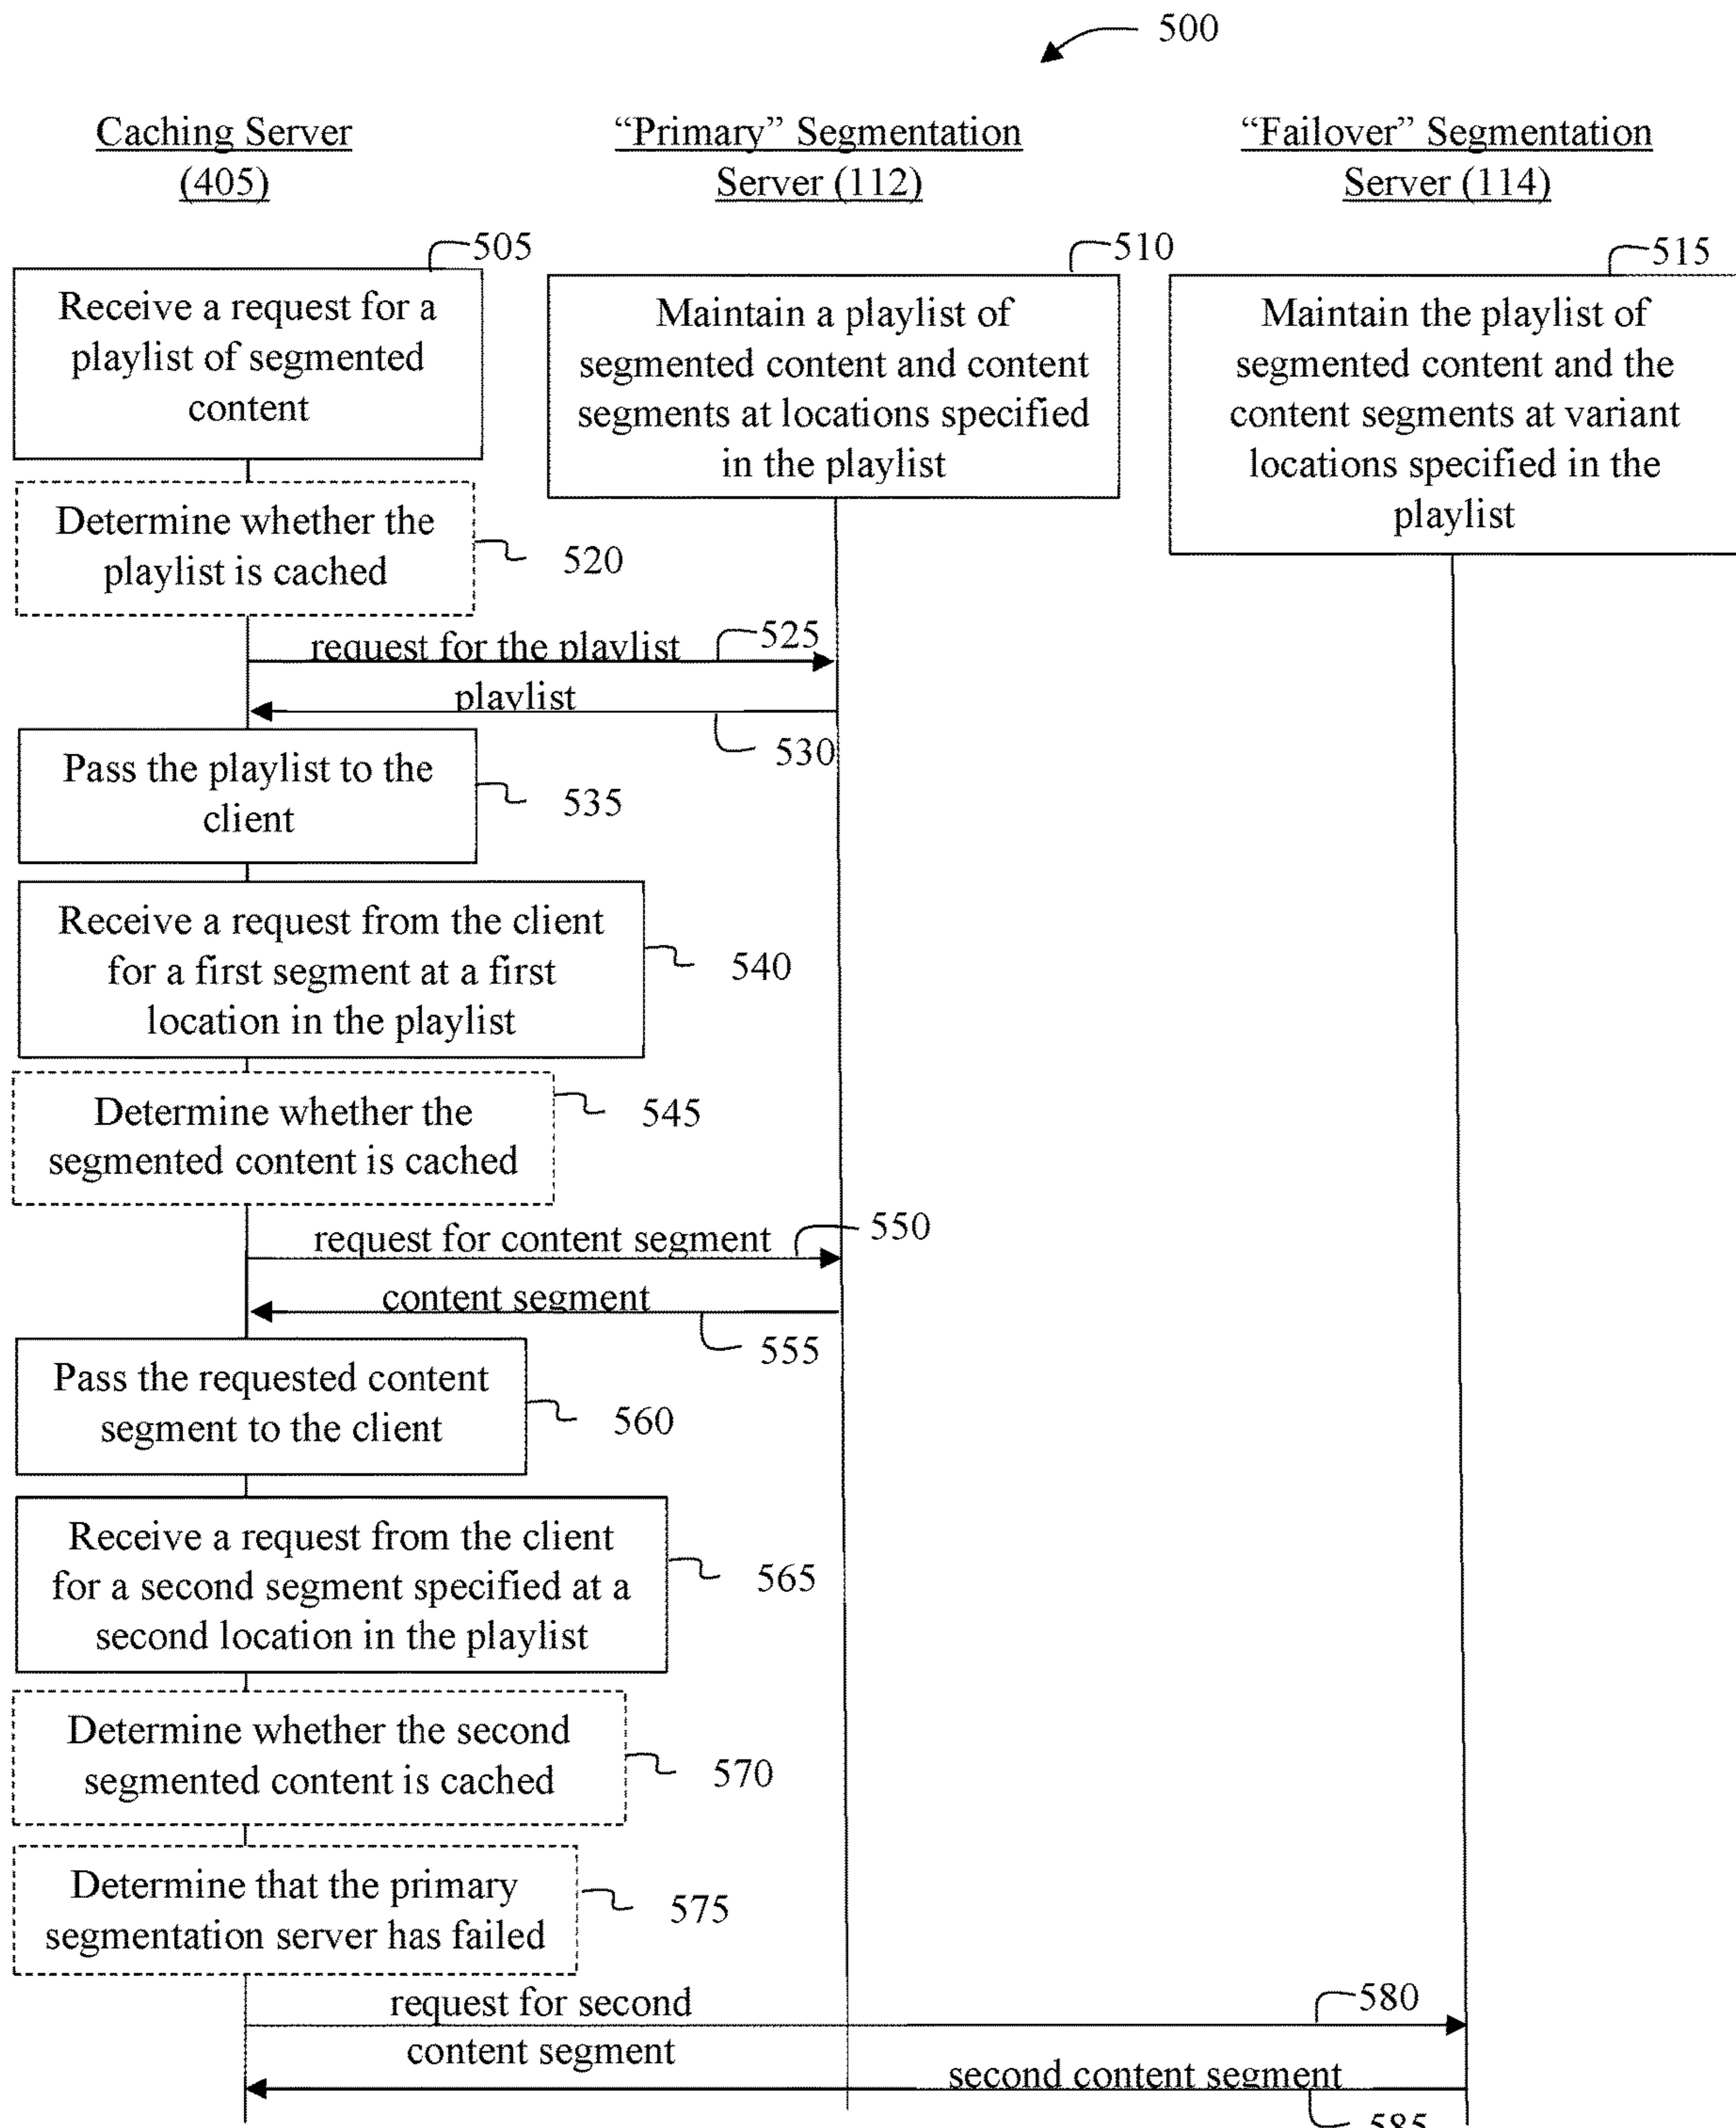 500
Caching Server
(405)
“Primary” Segmentation
Server (112)
“Failover” Segmentation
Server (114)
505
Receive a request for a
playlist of segmented
content
510
Maintain a playlist of
segmented content and content
segments at locations specified
in the playlist
515
Maintain the playlist of
segmented content and the
content segments at variant
locations specified in the
playlist
Determine whether the
playlist is cached
520
request for the playlist
525
playlist
530
Pass the playlist to the
client
535
Receive a request from the client
for a first segment at a first
location in the playlist
540
Determine whether the
segmented content is cached
545
request for content segment
550
content segment
555
Pass the requested content
segment to the client
560
Receive a request from the client
for a second segment specified at a
second location in the playlist
565
Determine whether the second
segmented content is cached
570
Determine that the primary
segmentation server has failed
575
request for second
content segment
580
second content segment
585